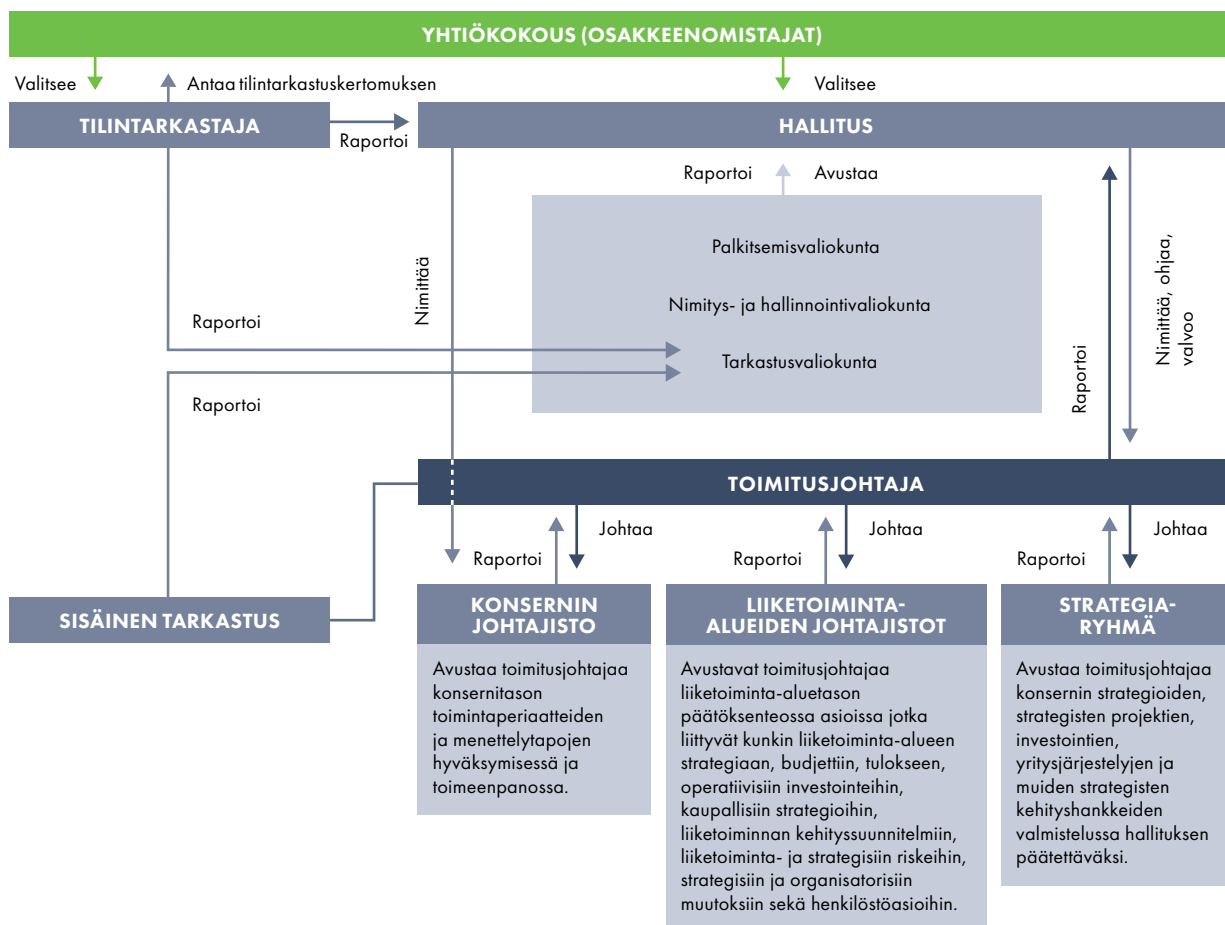 YHTIÖKOKOUS (OSAKKEENOMISTAJAT)
Valitsee
Antaa tilintarkastuskertomuksen
Valitsee
TILINTARKASTAJA
Raportoi
HALLITUS
Raportoi
Avustaa
Palkitsemisvaliokunta
Nimitys- ja hallinnointivaliokunta
Tarkastusvaliokunta
Nimittää
Raportoi
Raportoi
Raportoi
Nimittää, ohjaa,
valvoo
TOIMITUSJOHTAJA
Raportoi
Johtaa
Raportoi
Johtaa
Raportoi
Johtaa
SISÄINEN TARKASTUS
KONSERNIN
JOHTAJISTO
Avustaa toimitusjohtajaa
konsernitason
toimintaperiaatteiden
ja menettelytapojen
hyväksymisessä ja
toimeenpanossa.
LIIKETOIMINTA-
ALUEIDEN JOHTAJISTOT
Avustavat toimitusjohtajaa
liiketoiminta-aluetason
päätöksenteossa asioissa jotka
liittyvät kunkin liiketoiminta-alueen
strategiaan, budjettiin, tulokseen,
operatiivisiin investointeihin,
kaupallisiin strategioihin,
liiketoiminnan kehityssuunnitelmiin,
liiketoiminta- ja strategisiin riskeihin,
strategisiin ja organisatorisiin
muutoksiin sekä henkilöstöasioihin.
STRATEGIA-
RYHMÄ
Avustaa toimitusjohtajaa
konsernin strategioiden,
strategisten projektien,
investointien,
yritysjärjestelyjen ja
muiden strategisten
kehityshankkeiden
valmistelussa hallituksen
päätettäväksi.